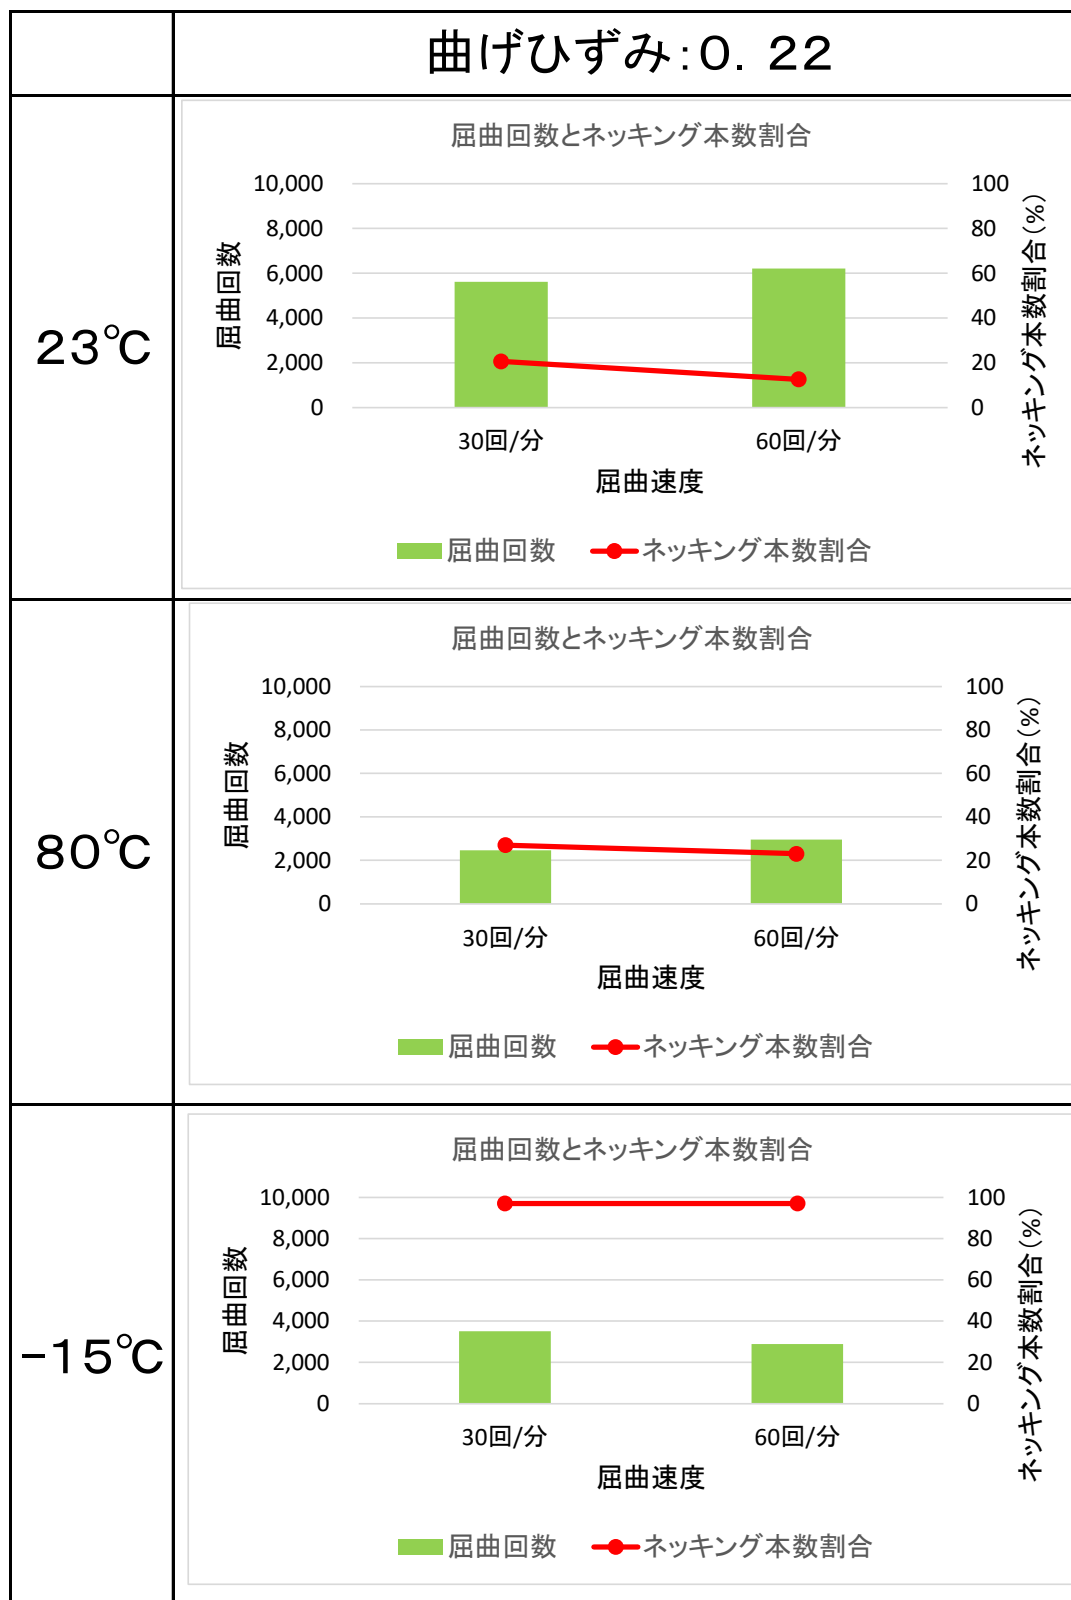 曲げひずみ:0．22
23℃
屈曲回数とネッキング本数割合
10,000
8,000
6,000
4,000
2,000
0
屈曲回数
100
80
60
40
20
0
ネッキング本数割合(%)
30回/分
60回/分
屈曲速度
屈曲回数
ネッキング本数割合
80℃
屈曲回数とネッキング本数割合
10,000
8,000
6,000
4,000
2,000
0
屈曲回数
100
80
60
40
20
0
ネッキング本数割合(%)
30回/分
60回/分
屈曲速度
屈曲回数
ネッキング本数割合
-15℃
屈曲回数とネッキング本数割合
10,000
8,000
6,000
4,000
2,000
0
屈曲回数
100
80
60
40
20
0
ネッキング本数割合(%)
30回/分
60回/分
屈曲速度
屈曲回数
ネッキング本数割合